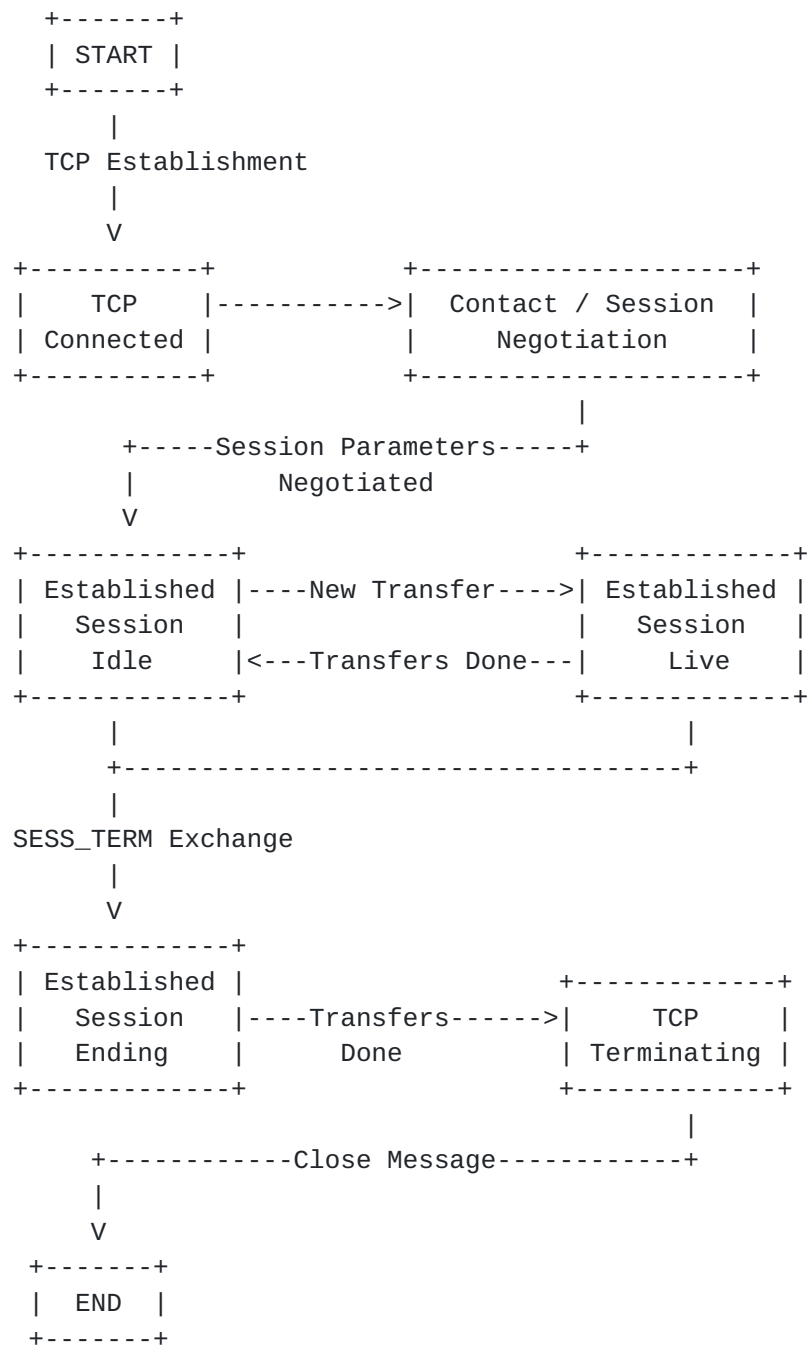 START
TCP Establishment
TCP
Connected
Contact / Session
Negotiation
Session Parameters
Negotiated
Established
Session
Idle
New Transfer
Transfers Done
Established
Session
Live
SESS_TERM Exchange
Established
Session
Ending
Transfers
Done
TCP
Terminating
Close Message
END